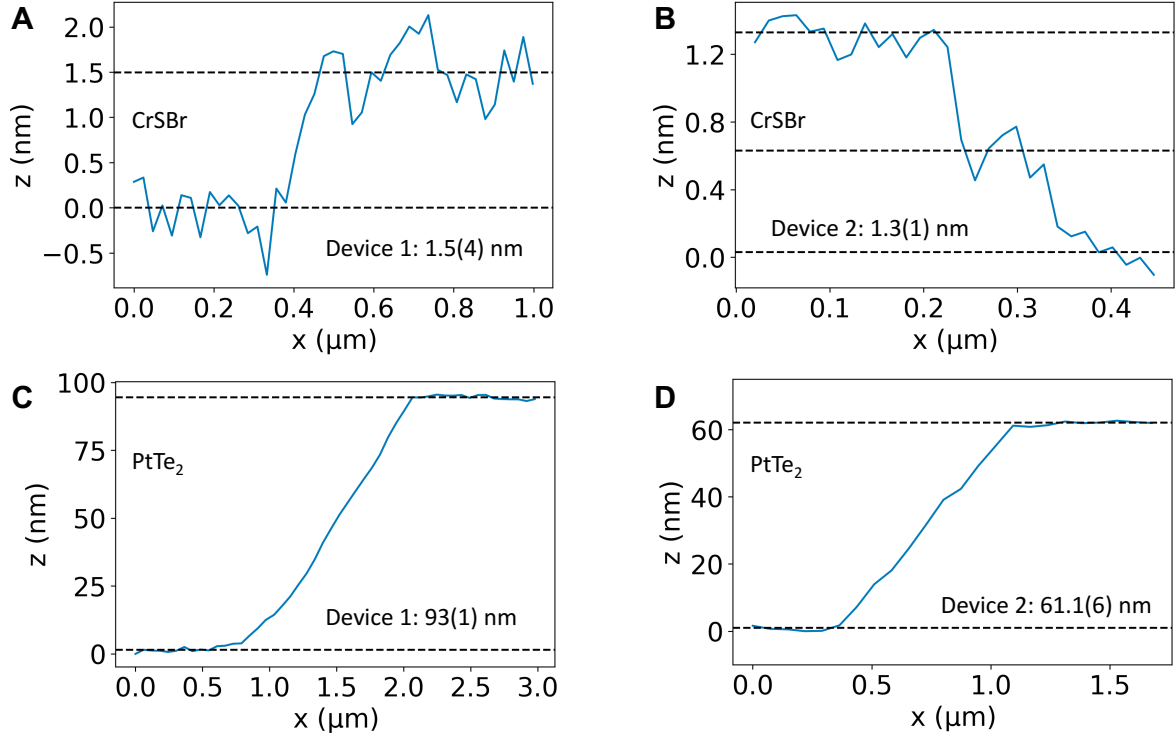 A
z (nm)
2.0
1.5
1.0
0.5
0.0
−0.5
CrSBr
Device 1: 1.5(4) nm
0.0 0.2 0.4 0.6 0.8 1.0
x (μm)
B
z (nm)
1.2
0.6
0.0
CrSBr
Device 2: 1.3(1) nm
0.0 0.1 0.2 0.3 0.4
x (μm)
C
z (nm)
100
75
50
25
0
PtTe₂
Device 1: 93(1) nm
0.0 0.5 1.0 1.5 2.0 2.5 3.0
x (μm)
D
z (nm)
60
40
20
0
PtTe₂
Device 2: 61.1(6) nm
0.0 0.5 1.0 1.5
x (μm)